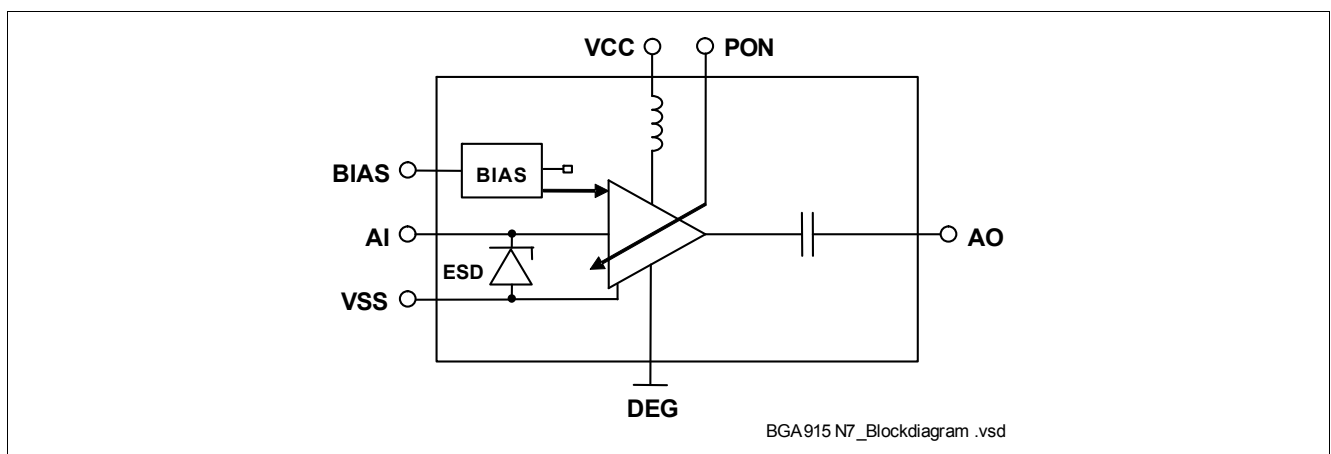 VCC
PON
BIAS
BIAS
AI
AO
ESD
VSS
DEG
BGA915 N7_Blockdiagram .vsd